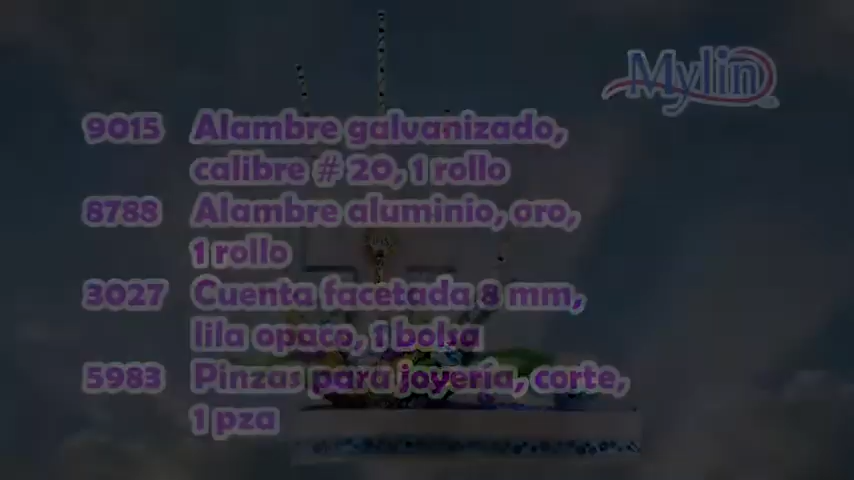 Mylin
9015 Alambre galvanizado,
calibre # 20, 1 rollo
8788 Alambre aluminio, oro,
1 rollo
3027 Cuenta facetada 8 mm,
lila opaco, 1 bolsa
5983 Pinzas para joyería, corte,
1 pza